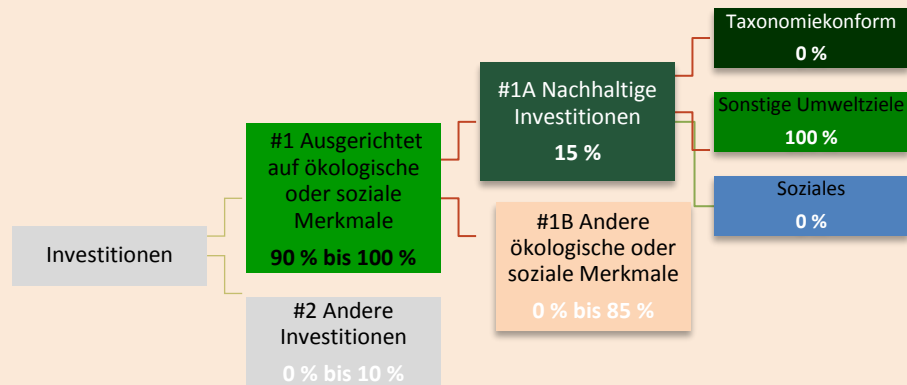 Investitionen
#1 Ausgerichtet
auf ökologische
oder soziale
Merkmale
90 % bis 100 %
#2 Andere
Investitionen
0 % bis 10 %
#1A Nachhaltige
Investitionen
15 %
#1B Andere
ökologische oder
soziale Merkmale
0 % bis 85 %
Taxonomiekonform
0 %
Sonstige Umweltziele
100 %
Soziales
0 %